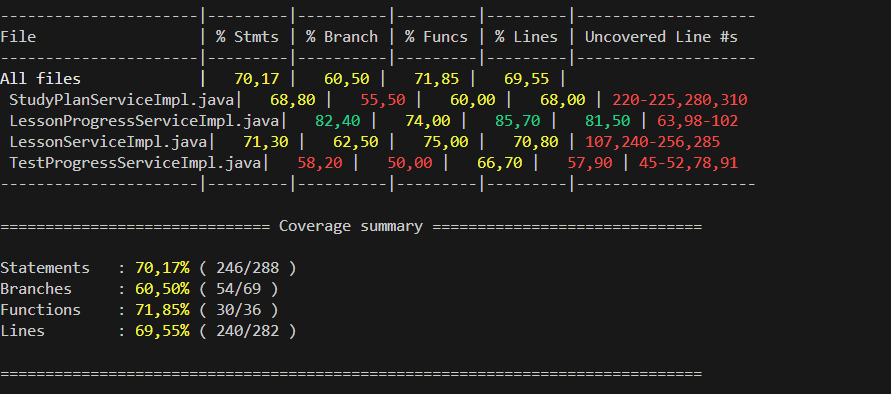 ----------------------|---------|----------|---------|---------|--------------------
File                  | % Stmts | % Branch | % Funcs | % Lines | Uncovered Line #s
----------------------|---------|----------|---------|---------|--------------------
All files             |   70,17 |   60,50 |   71,85 |   69,55 |
 StudyPlanServiceImpl.java|   68,80 |   55,50 |   60,00 |   68,00 | 220-225,280,310
 LessonProgressServiceImpl.java|   82,40 |   74,00 |   85,70 |   81,50 | 63,98-102
 LessonServiceImpl.java|   71,30 |   62,50 |   75,00 |   70,80 | 107,240-256,285
 TestProgressServiceImpl.java|   58,20 |   50,00 |   66,70 |   57,90 | 45-52,78,91
----------------------|---------|----------|---------|---------|--------------------
============================== Coverage summary ==============================
Statements   : 70,17% ( 246/288 )
Branches     : 60,50% ( 54/69 )
Functions    : 71,85% ( 30/36 )
Lines        : 69,55% ( 240/282 )
==============================================================================